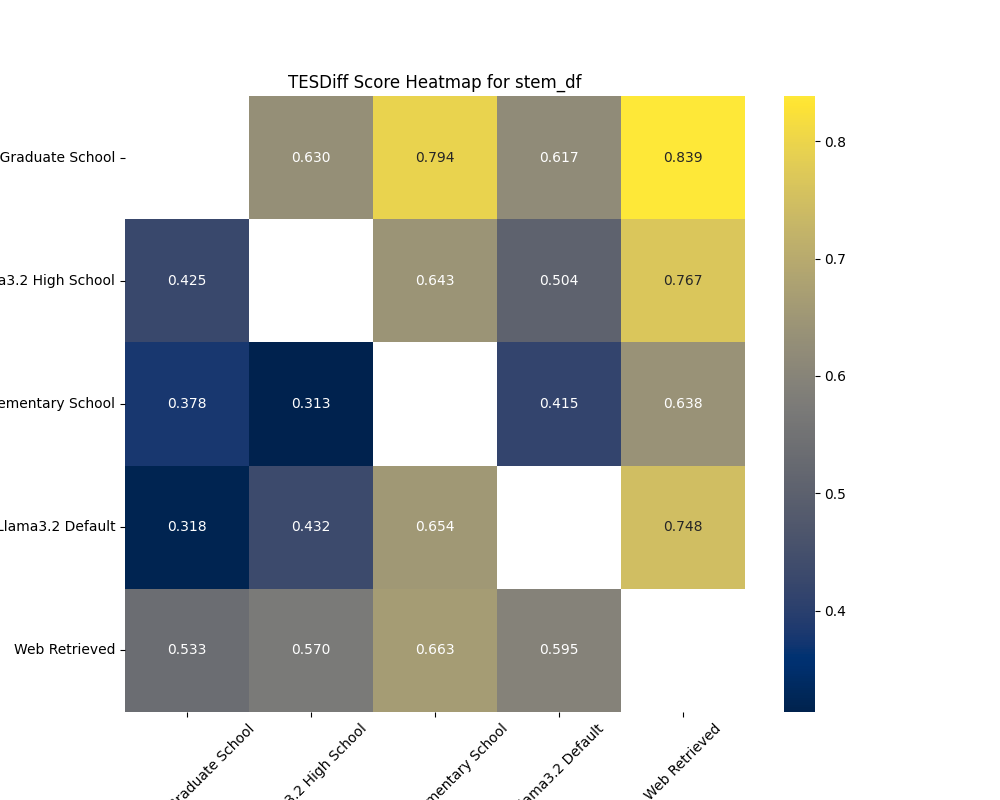 TESDiff Score Heatmap for stem_df
Graduate School
0.630 0.794 0.617 0.839
a3.2 High School
0.425 0.643 0.504 0.767
ementary School
0.378 0.313 0.415 0.638
Llama3.2 Default
0.318 0.432 0.654 0.748
Web Retrieved
0.533 0.570 0.663 0.595
0.8
0.7
0.6
0.5
0.4
Graduate School
3.2 High School
mentary School
ama3.2 Default
Web Retrieved